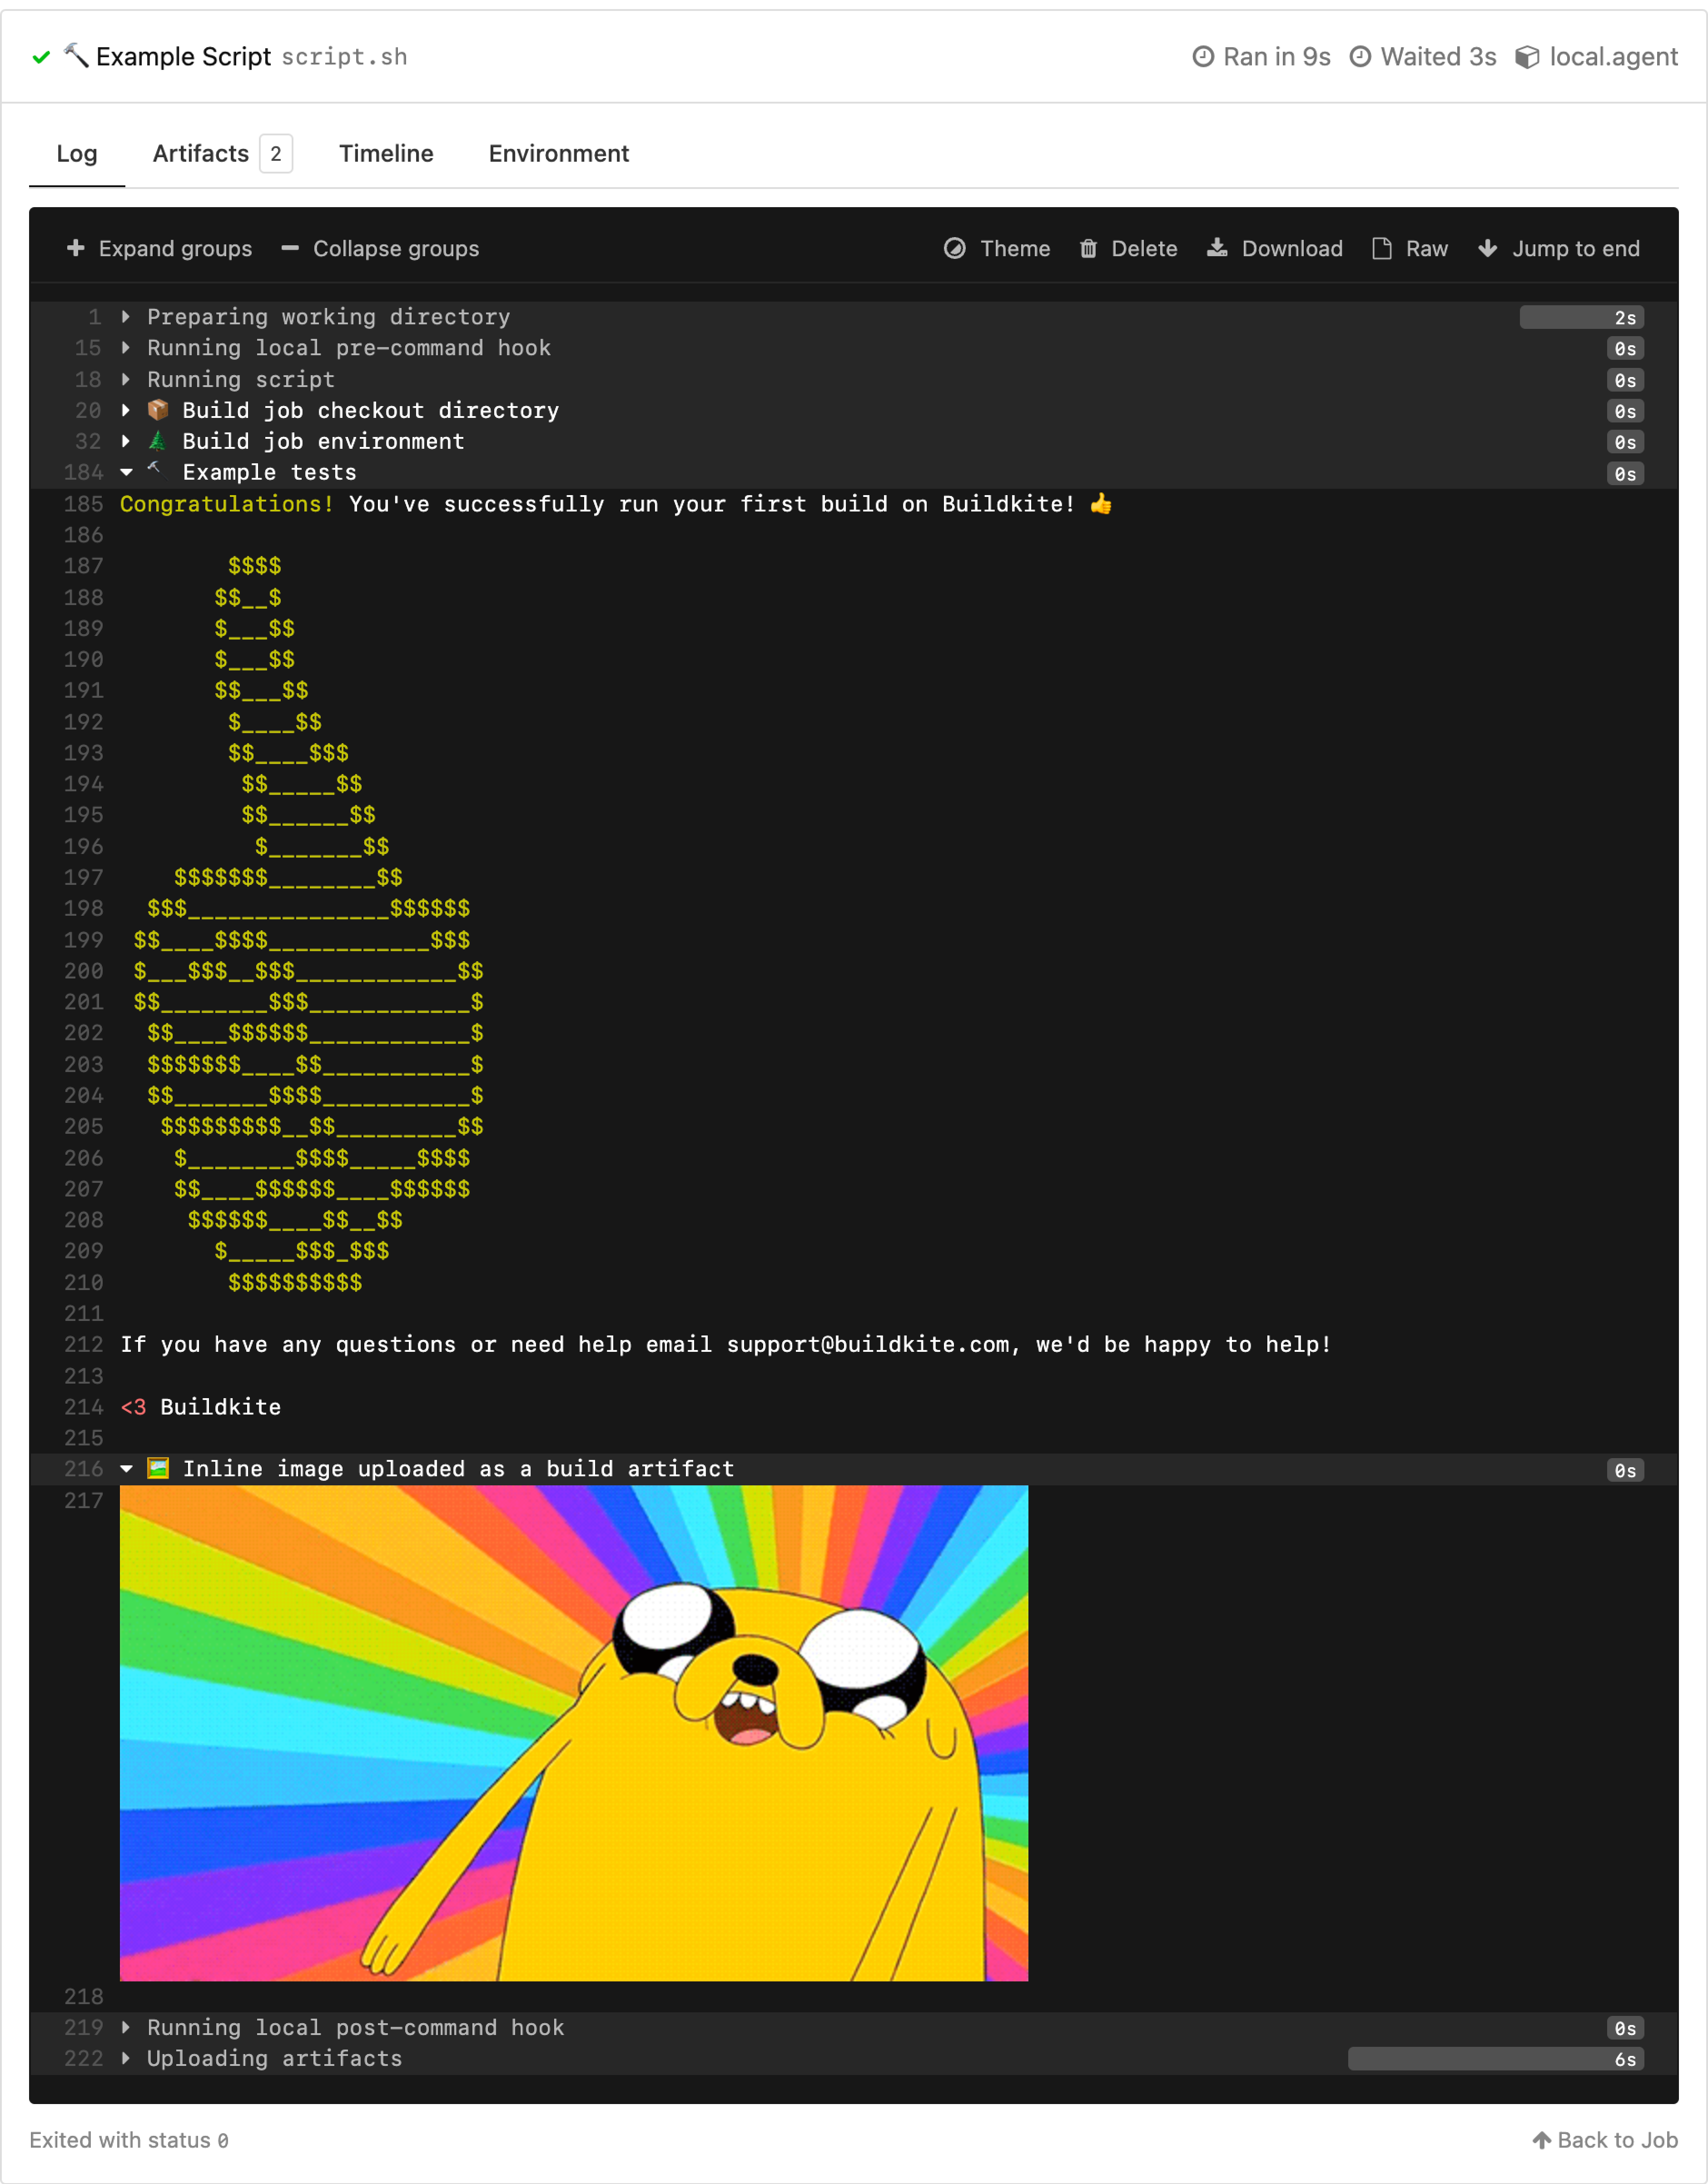 Example Script script.sh Ran in 9s Waited 3s local.agent
Log Artifacts 2 Timeline Environment
Expand groups Collapse groups Theme Delete Download Raw Jump to end
1 Preparing working directory 2s
15 Running local pre-command hook 0s
18 Running script 0s
20 Build job checkout directory 0s
32 Build job environment 0s
184 Example tests 0s
185 Congratulations! You've successfully run your first build on Buildkite! 👍
186
187         $$$$
188        $$__$
189        $___$$
190        $___$$
191        $$___$$
192         $____$$
193         $$____$$$
194          $$_____$$
195          $$______$$
196           $_______$$
197     $$$$$$$________$$
198   $$$_______________$$$$$$
199  $$____$$$$____________$$$
200  $___$$$__$$$____________$$
201  $$________$$$____________$
202   $$____$$$$$$____________$
203   $$$$$$$____$$___________$
204   $$_______$$$$___________$
205    $$$$$$$$$__$$_________$$
206     $________$$$$_____$$$$
207     $$____$$$$$$____$$$$$$
208      $$$$$$____$$__$$
209        $_____$$$_$$$
210         $$$$$$$$$$
211
212 If you have any questions or need help email support@buildkite.com, we'd be happy to help!
213
214 <3 Buildkite
215
216 Inline image uploaded as a build artifact 0s
217
218
219 Running local post-command hook 0s
222 Uploading artifacts 6s
Exited with status 0 Back to Job